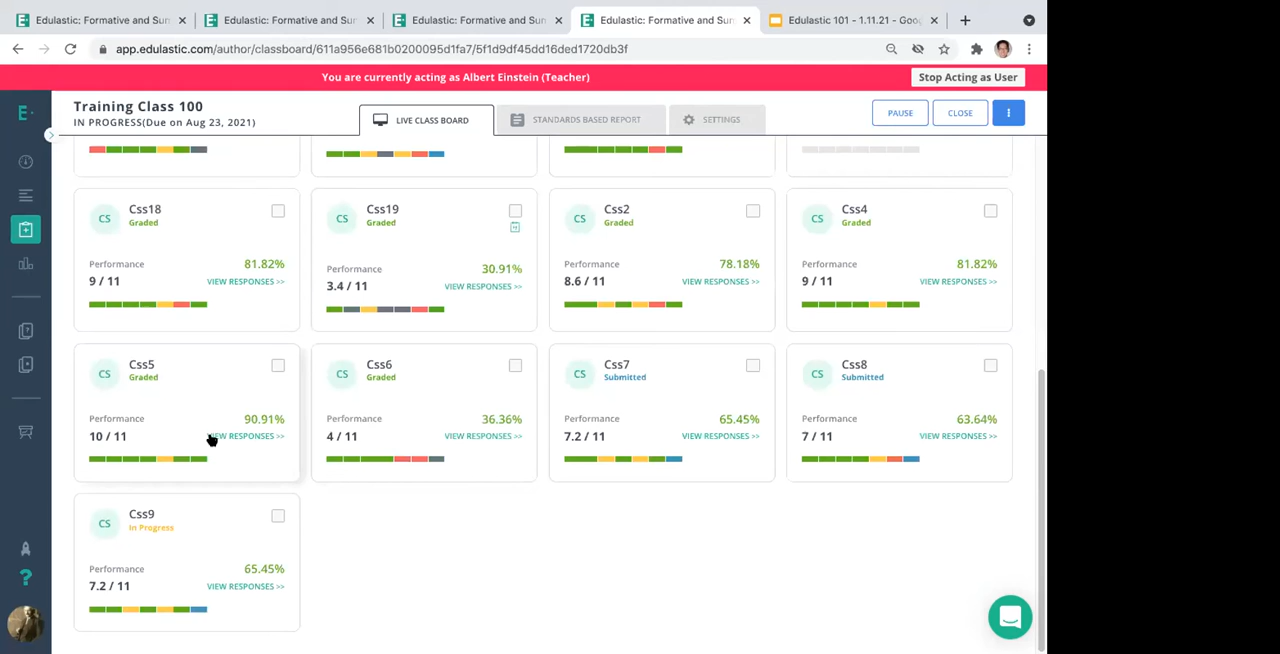 Edulastic: Formative and Sum
Edulastic: Formative and Sum
Edulastic: Formative and Sum
Edulastic: Formative and Sum
Edulastic 101 - 1.11.21 - Goo
app.edulastic.com/author/classboard/611a956e681b0200095d1fa7/5f1d9df45dd16ded1720db3f
You are currently acting as Albert Einstein (Teacher)
Stop Acting as User
E
Training Class 100
IN PROGRESS(Due on Aug 23, 2021)
LIVE CLASS BOARD
STANDARDS BASED REPORT
SETTINGS
PAUSE
CLOSE
CS
Css18
Graded
Performance
81.82%
9 / 11
VIEW RESPONSES >>
CS
Css19
Graded
Performance
30.91%
3.4 / 11
VIEW RESPONSES >>
CS
Css2
Graded
Performance
78.18%
8.6 / 11
VIEW RESPONSES >>
CS
Css4
Graded
Performance
81.82%
9 / 11
VIEW RESPONSES >>
CS
Css5
Graded
Performance
90.91%
10 / 11
VIEW RESPONSES >>
CS
Css6
Graded
Performance
36.36%
4 / 11
VIEW RESPONSES >>
CS
Css7
Submitted
Performance
65.45%
7.2 / 11
VIEW RESPONSES >>
CS
Css8
Submitted
Performance
63.64%
7 / 11
VIEW RESPONSES >>
CS
Css9
In Progress
Performance
65.45%
7.2 / 11
VIEW RESPONSES >>
?